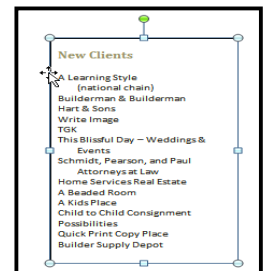 New Clients
A Learning Style
(national chain)
Builderman & Builderman
Hart & Sons
Write Image
TGK
This Blissful Day – Weddings &
Events
Schmidt, Pearson, and Paul
Attorneys at Law
Home Services Real Estate
A Beaded Room
A Kids Place
Child to Child Consignment
Possibilities
Quick Print Copy Place
Builder Supply Depot